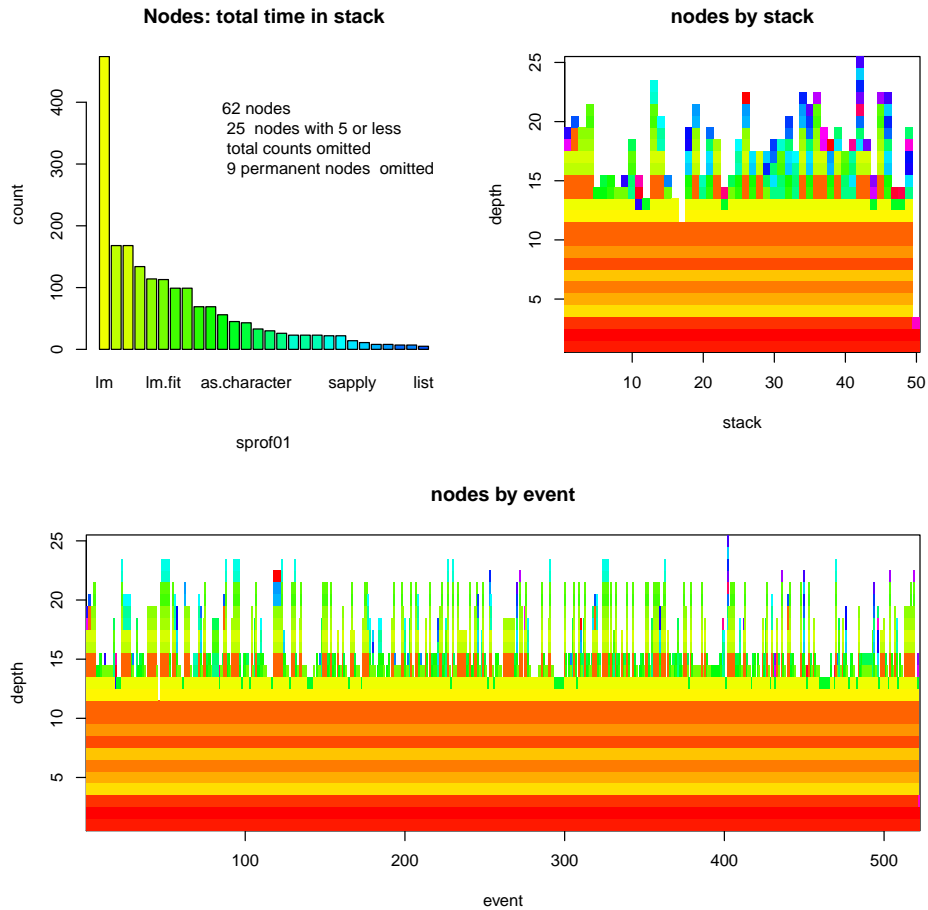 Nodes: total time in stack
count
0
100
200
300
400
62 nodes
25 nodes with 5 or less
total counts omitted
9 permanent nodes omitted
lm
lm.fit
as.character
sapply
list
sprof01
nodes by stack
depth
5
10
15
20
25
10
20
30
40
50
stack
nodes by event
depth
5
10
15
20
25
100
200
300
400
500
event